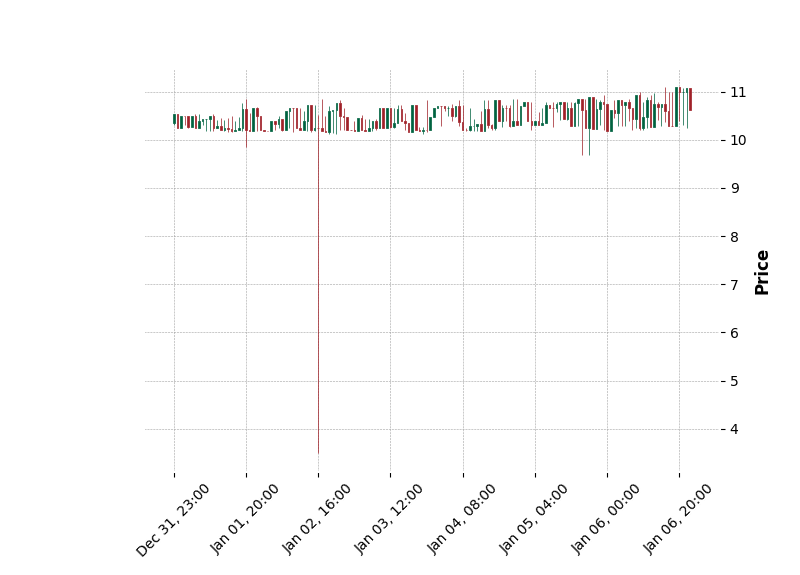 11
10
9
8
7
6
5
4
Price
Dec 31, 23:00
Jan 01, 20:00
Jan 02, 16:00
Jan 03, 12:00
Jan 04, 08:00
Jan 05, 04:00
Jan 06, 00:00
Jan 06, 20:00